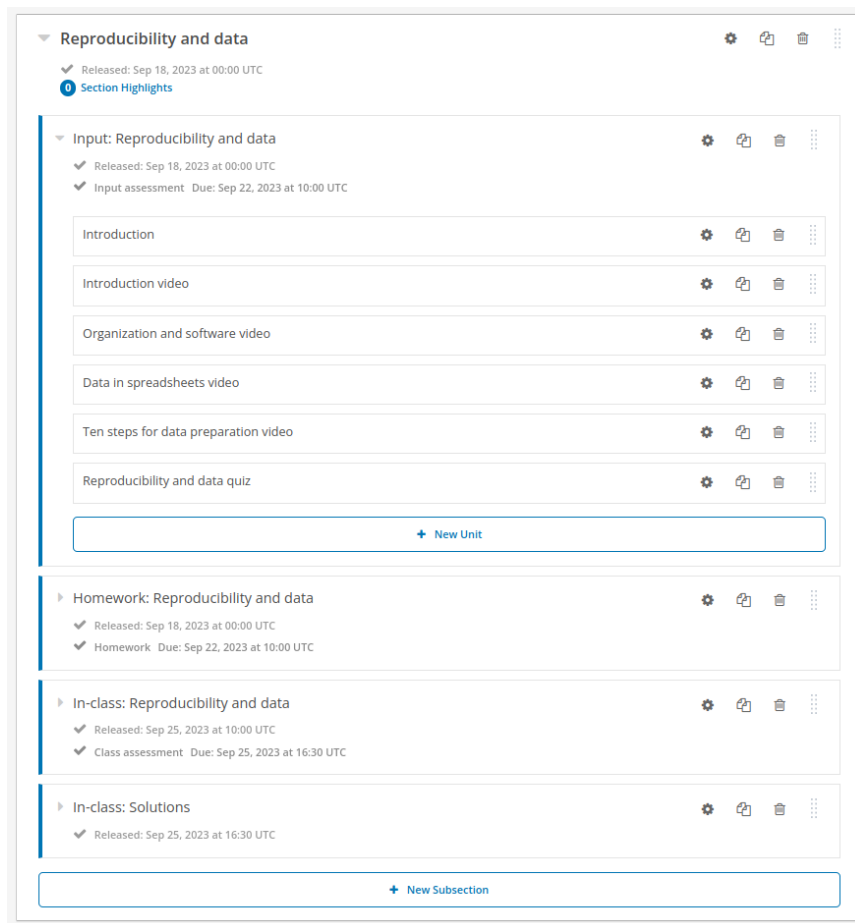 Reproducibility and data
Released: Sep 18, 2023 at 00:00 UTC
0 Section Highlights
Input: Reproducibility and data
Released: Sep 18, 2023 at 00:00 UTC
Input assessment Due: Sep 22, 2023 at 10:00 UTC
Introduction
Introduction video
Organization and software video
Data in spreadsheets video
Ten steps for data preparation video
Reproducibility and data quiz
+ New Unit
Homework: Reproducibility and data
Released: Sep 18, 2023 at 00:00 UTC
Homework Due: Sep 22, 2023 at 10:00 UTC
In-class: Reproducibility and data
Released: Sep 25, 2023 at 10:00 UTC
Class assessment Due: Sep 25, 2023 at 16:30 UTC
In-class: Solutions
Released: Sep 25, 2023 at 16:30 UTC
+ New Subsection